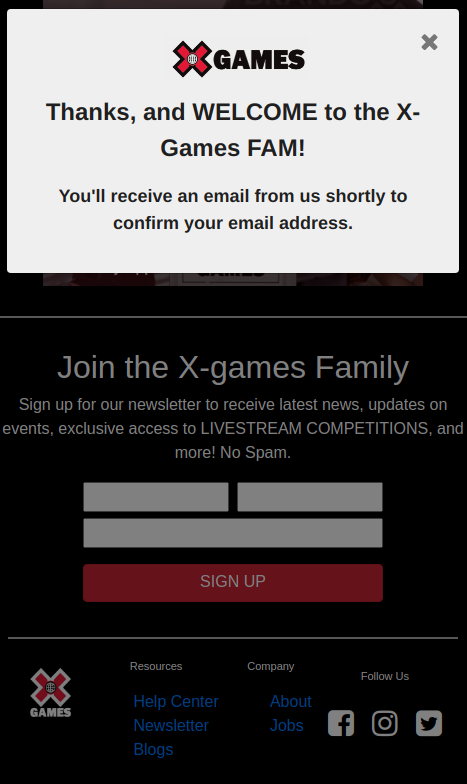 GAMES
Thanks, and WELCOME to the X-
Games FAM!
You'll receive an email from us shortly to
confirm your email address.
GAMES
Join the X-games Family
Sign up for our newsletter to receive latest news, updates on
events, exclusive access to LIVESTREAM COMPETITIONS, and
more! No Spam.
SIGN UP
GAMES
Resources
Help Center
Newsletter
Blogs
Company
About
Jobs
Follow Us